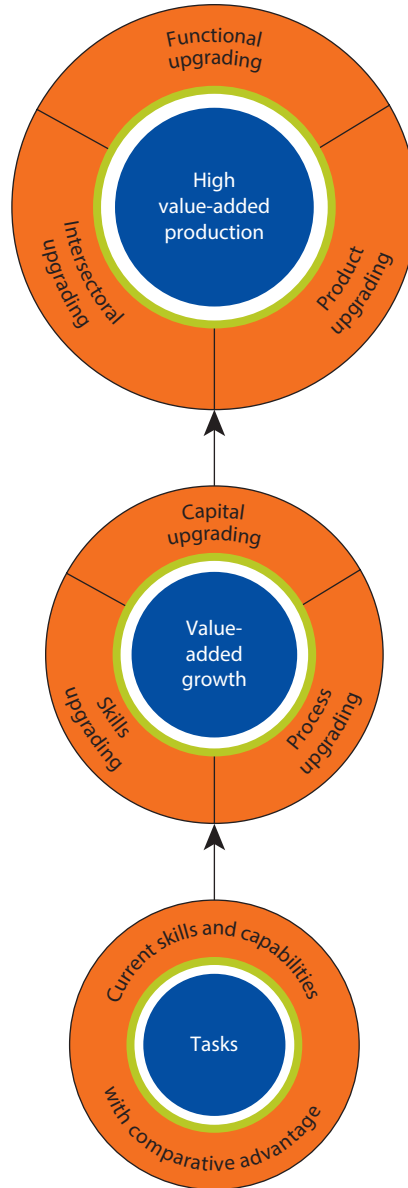 Functional
upgrading
High
value-added
production
Intersectoral
upgrading
Product
upgrading
Capital
upgrading
Value-
added
growth
Skills
upgrading
Process
upgrading
Current skills and capabilities
Tasks
with comparative advantage